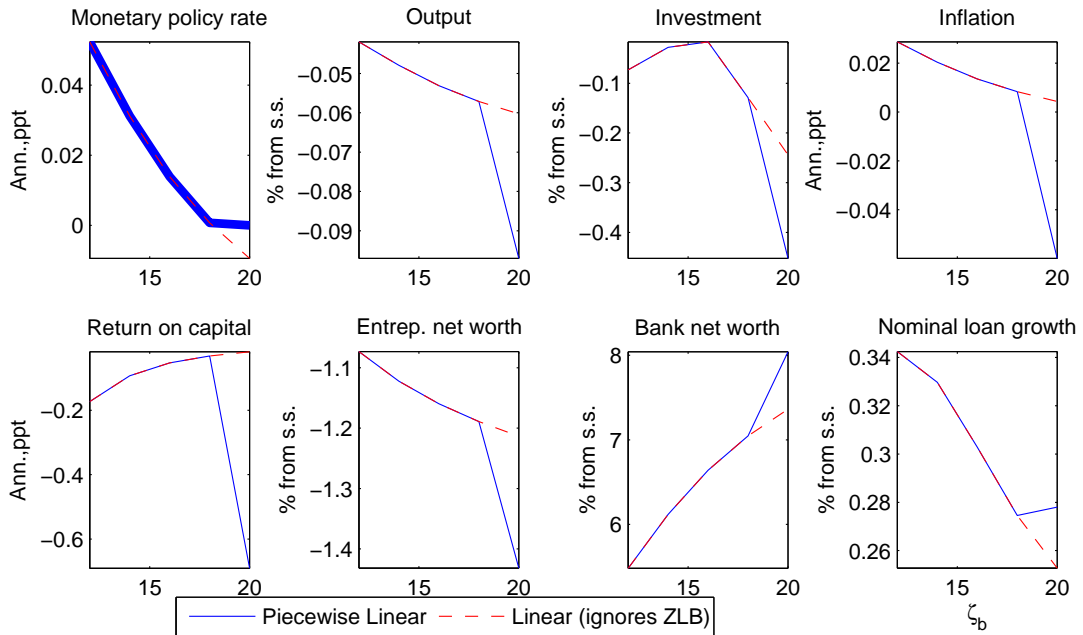 Monetary policy rate
Output
Investment
Inflation
Ann.,ppt
0.04
0.02
0
15
20
% from s.s.
−0.05
−0.06
−0.07
−0.08
−0.09
15
20
% from s.s.
−0.1
−0.2
−0.3
−0.4
15
20
Ann.,ppt
0.02
0
−0.02
−0.04
15
20
Return on capital
Entrep. net worth
Bank net worth
Nominal loan growth
Ann.,ppt
−0.2
−0.4
−0.6
15
20
% from s.s.
−1.1
−1.2
−1.3
−1.4
15
20
% from s.s.
8
7
6
15
20
% from s.s.
0.34
0.32
0.3
0.28
0.26
15
20
ζb
Piecewise Linear
Linear (ignores ZLB)